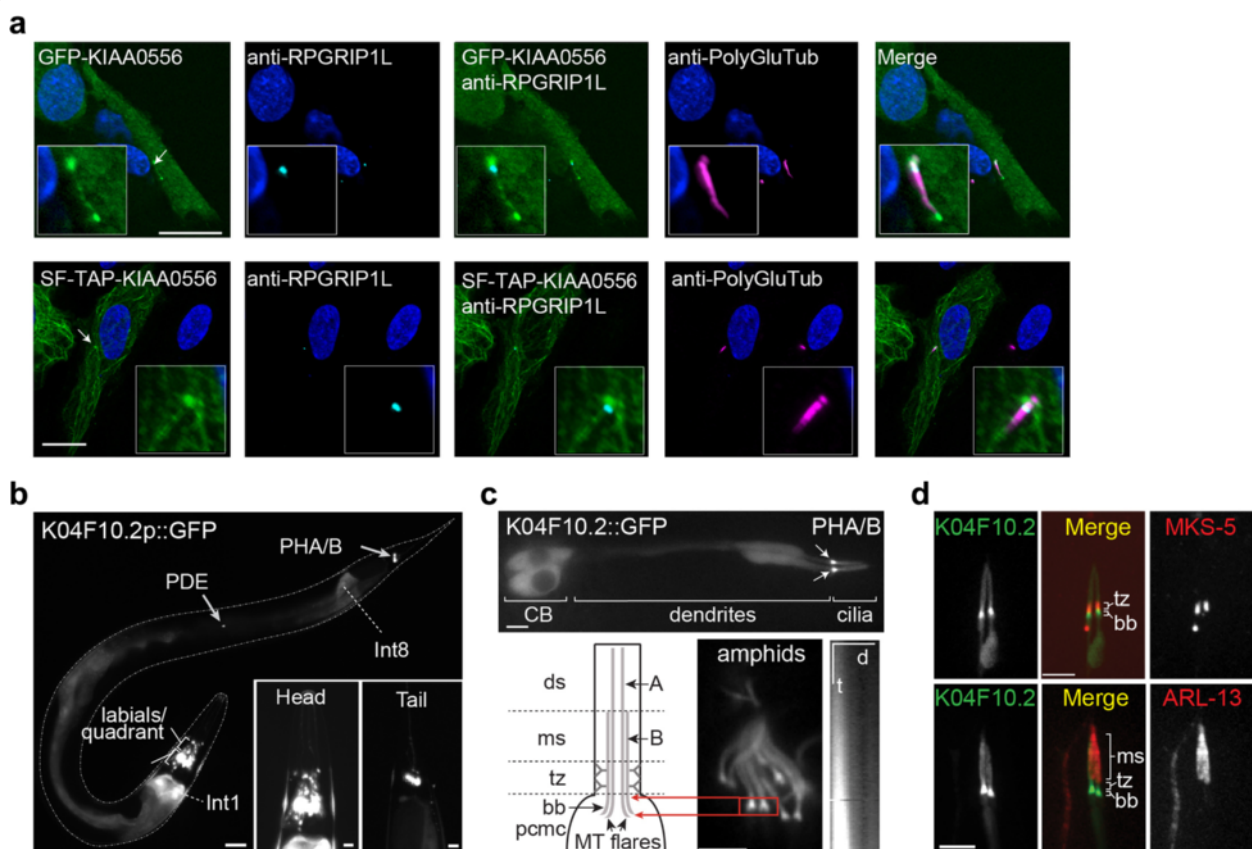 a
GFP-KIAA0556
anti-RPGRIP1L
GFP-KIAA0556
anti-RPGRIP1L
anti-PolyGluTub
Merge
SF-TAP-KIAA0556
anti-RPGRIP1L
SF-TAP-KIAA0556
anti-RPGRIP1L
anti-PolyGluTub
b
K04F10.2p::GFP
PHA/B
PDE
Int8
labials/
quadrant
Int1
Head
Tail
c
K04F10.2::GFP
PHA/B
CB
dendrites
cilia
ds
A
ms
B
tz
bb
pcmc
MT flares
amphids
d
t
d
K04F10.2
Merge
MKS-5
tz
bb
K04F10.2
Merge
ARL-13
ms
tz
bb